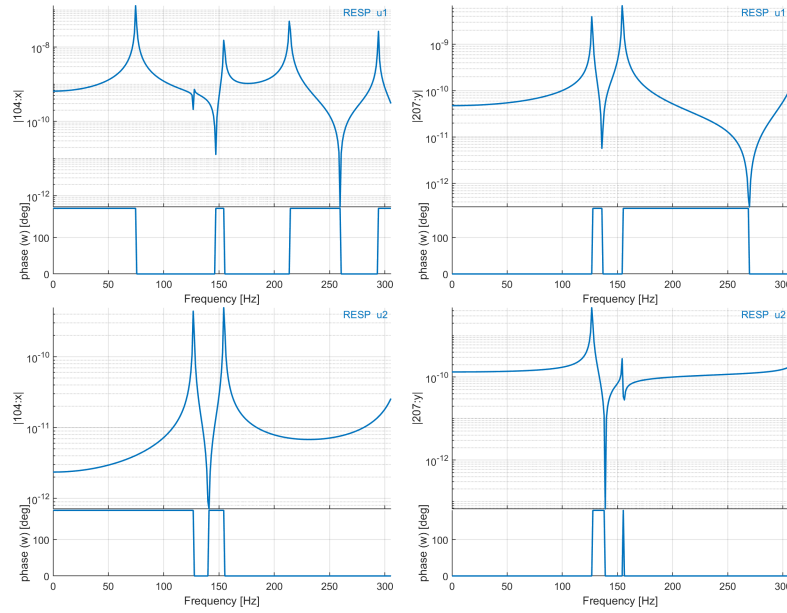 RESP u1
|104:x|
10⁻⁸
10⁻¹⁰
10⁻¹²
phase (w) [deg]
100
0
0 50 100 150 200 250 300
Frequency [Hz]
RESP u1
|207:y|
10⁻⁹
10⁻¹⁰
10⁻¹¹
10⁻¹²
phase (w) [deg]
100
0
0 50 100 150 200 250 300
Frequency [Hz]
RESP u2
|104:x|
10⁻¹⁰
10⁻¹¹
10⁻¹²
phase (w) [deg]
100
0
0 50 100 150 200 250 300
Frequency [Hz]
RESP u2
|207:y|
10⁻¹⁰
10⁻¹²
phase (w) [deg]
100
0
0 50 100 150 200 250 300
Frequency [Hz]